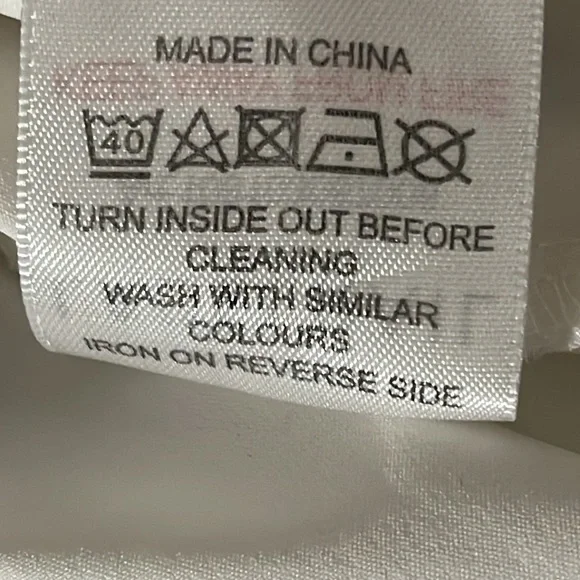 MADE IN CHINA
40
TURN INSIDE OUT BEFORE
CLEANING
WASH WITH SIMILAR
COLOURS
IRON ON REVERSE SIDE